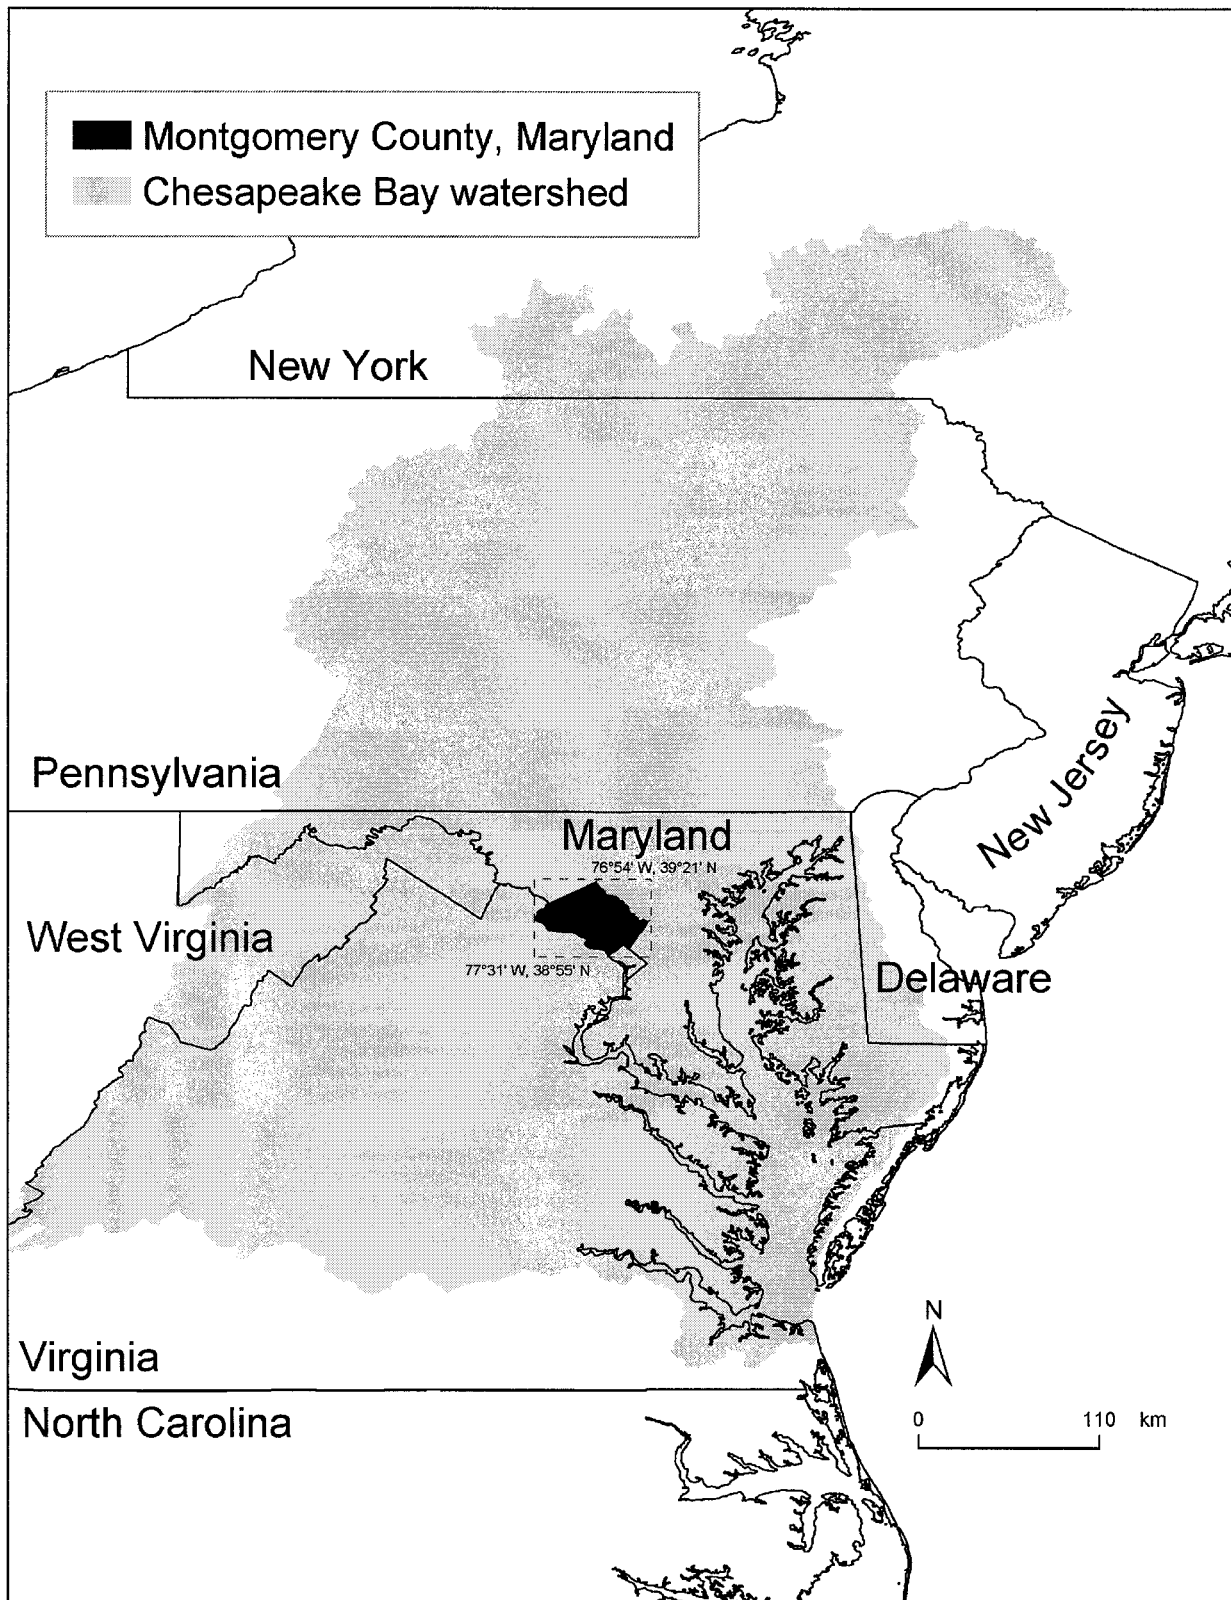 Montgomery County, Maryland
Chesapeake Bay watershed
New York
Pennsylvania
New Jersey
Maryland
76°54' W, 39°21' N
West Virginia
77°31' W, 38°55' N
Delaware
Virginia
N
North Carolina
0 110 km